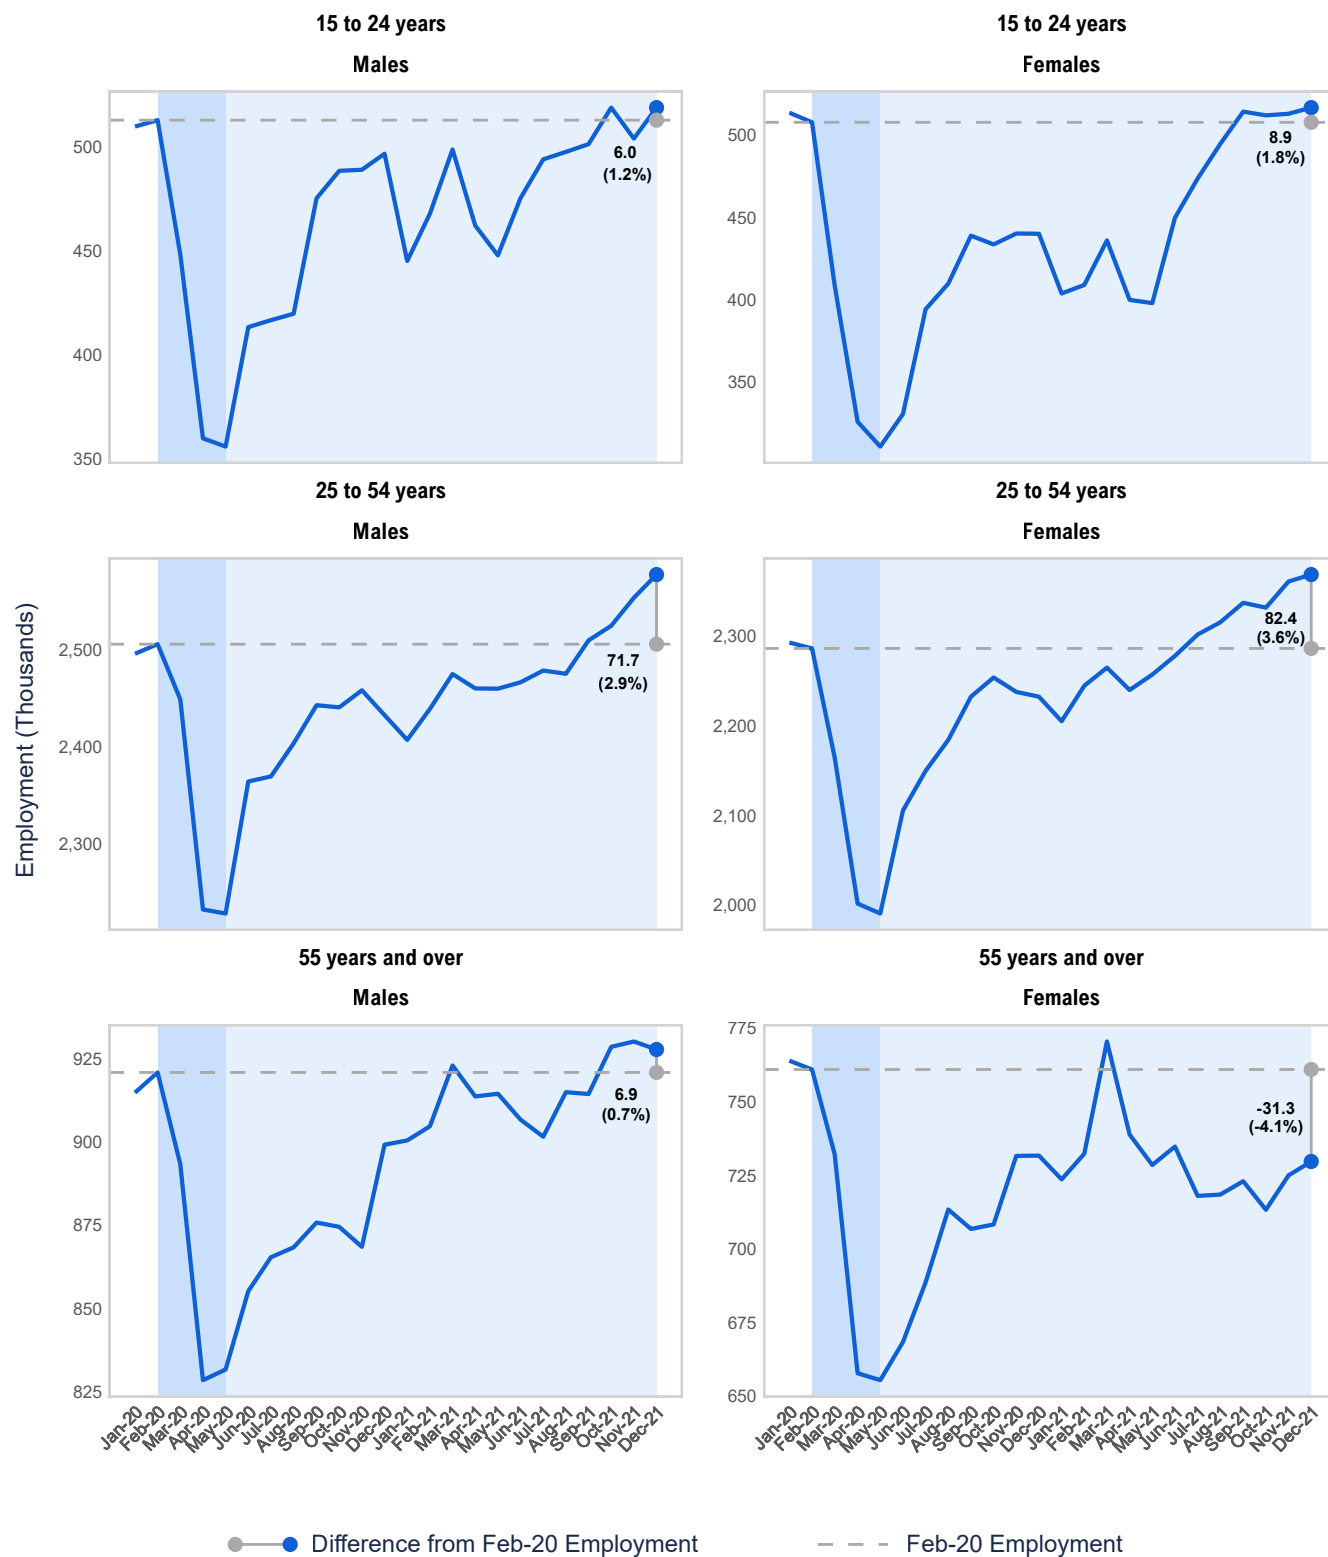 15 to 24 years
15 to 24 years
Males
Females
500
450
400
350
6.0
(1.2%)
500
450
400
350
8.9
(1.8%)
25 to 54 years
25 to 54 years
Males
Females
Employment (Thousands)
2,500
2,400
2,300
71.7
(2.9%)
2,300
2,200
2,100
2,000
82.4
(3.6%)
55 years and over
55 years and over
Males
Females
925
900
875
850
825
6.9
(0.7%)
775
750
725
700
675
650
-31.3
(-4.1%)
Jan-20
Feb-20
Mar-20
Apr-20
May-20
Jun-20
Jul-20
Aug-20
Sep-20
Oct-20
Nov-20
Dec-20
Jan-21
Feb-21
Mar-21
Apr-21
May-21
Jun-21
Jul-21
Aug-21
Sep-21
Oct-21
Nov-21
Dec-21
Jan-20
Feb-20
Mar-20
Apr-20
May-20
Jun-20
Jul-20
Aug-20
Sep-20
Oct-20
Nov-20
Dec-20
Jan-21
Feb-21
Mar-21
Apr-21
May-21
Jun-21
Jul-21
Aug-21
Sep-21
Oct-21
Nov-21
Dec-21
Difference from Feb-20 Employment
Feb-20 Employment